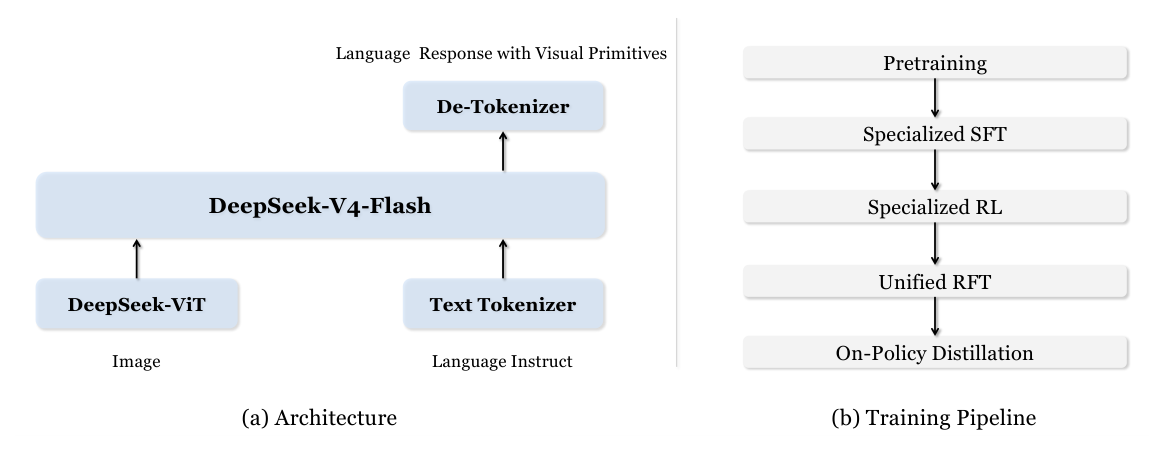 Language Response with Visual Primitives
De-Tokenizer
DeepSeek-V4-Flash
DeepSeek-ViT
Text Tokenizer
Image
Language Instruct
(a) Architecture
Pretraining
Specialized SFT
Specialized RL
Unified RFT
On-Policy Distillation
(b) Training Pipeline